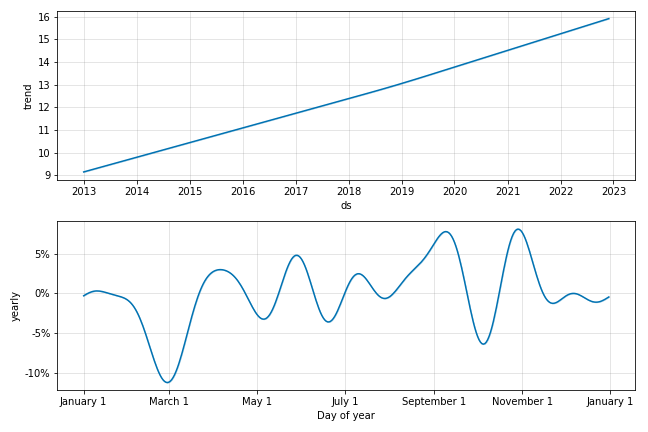 16
15
14
13
12
11
10
9
trend
2013 2014 2015 2016 2017 2018 2019 2020 2021 2022 2023
ds
5%
0%
-5%
-10%
yearly
January 1 March 1 May 1 July 1 September 1 November 1 January 1
Day of year